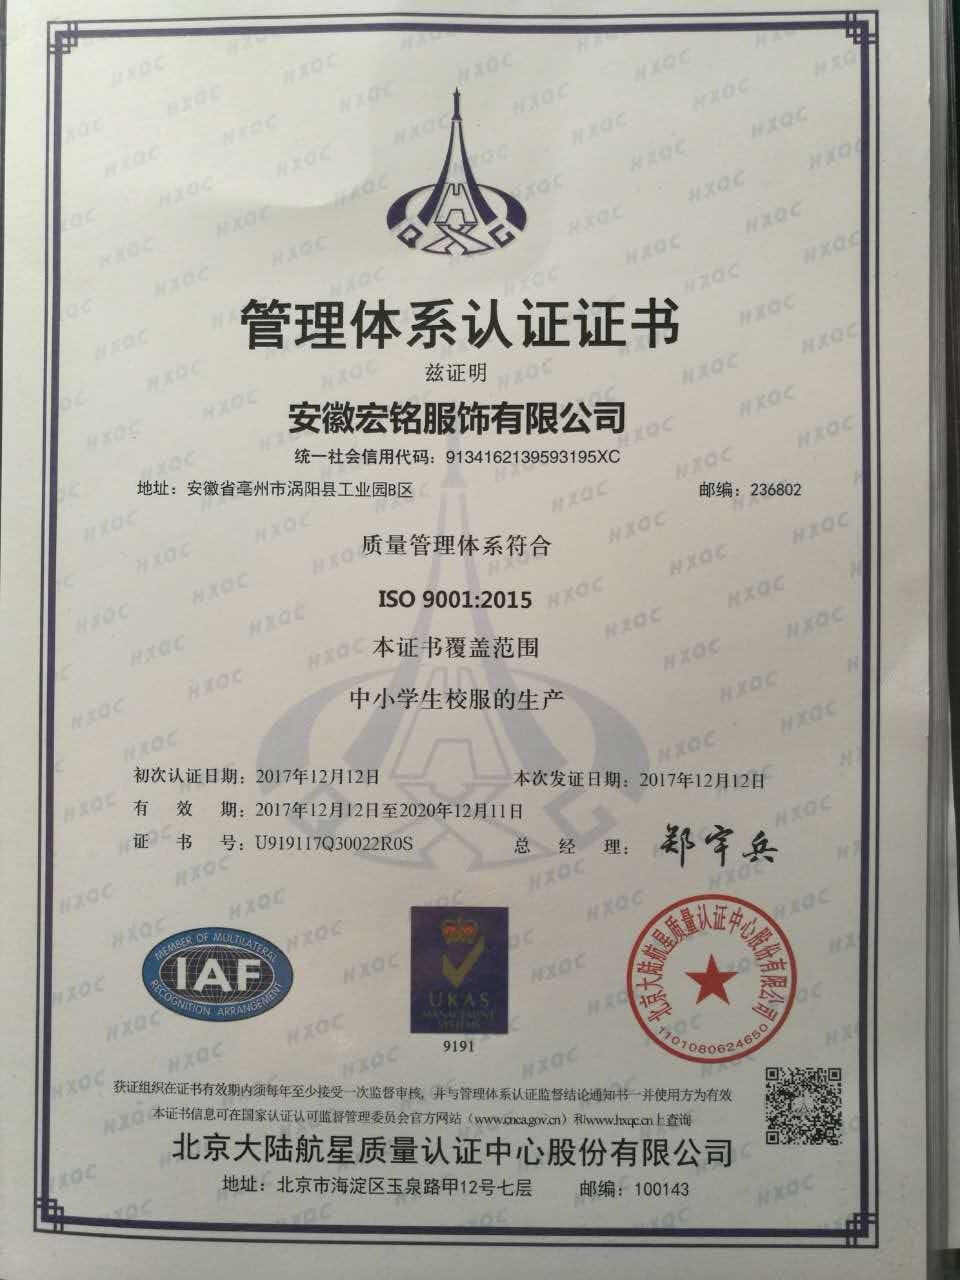 管理体系认证证书
兹证明
安徽宏铭服饰有限公司
统一社会信用代码：9134162139593195XC
地址：安徽省亳州市涡阳县工业园B区 邮编：236802
质量管理体系符合
ISO 9001:2015
本证书覆盖范围
中小学生校服的生产
初次认证日期：2017年12月12日 本次发证日期：2017年12月12日
有 效 期：2017年12月12日至2020年12月11日
证 书 号：U919117Q30022R0S 总 经 理：郑宇兵
MEMBER OF MULTILATERAL
IAF
RECOGNITION ARRANGEMENT
UKAS
MANAGEMENT
SYSTEMS
9191
北京大陆航星质量认证中心股份有限公司
1101080624650
获证组织在证书有效期内须每年至少接受一次监督审核，并与管理体系认证监督结论通知书一并使用方为有效
本证书信息可在国家认证认可监督管理委员会官方网站（www.cnca.gov.cn）和www.hxqc.cn上查询
北京大陆航星质量认证中心股份有限公司
地址：北京市海淀区玉泉路甲12号七层 邮编：100143
HXQC